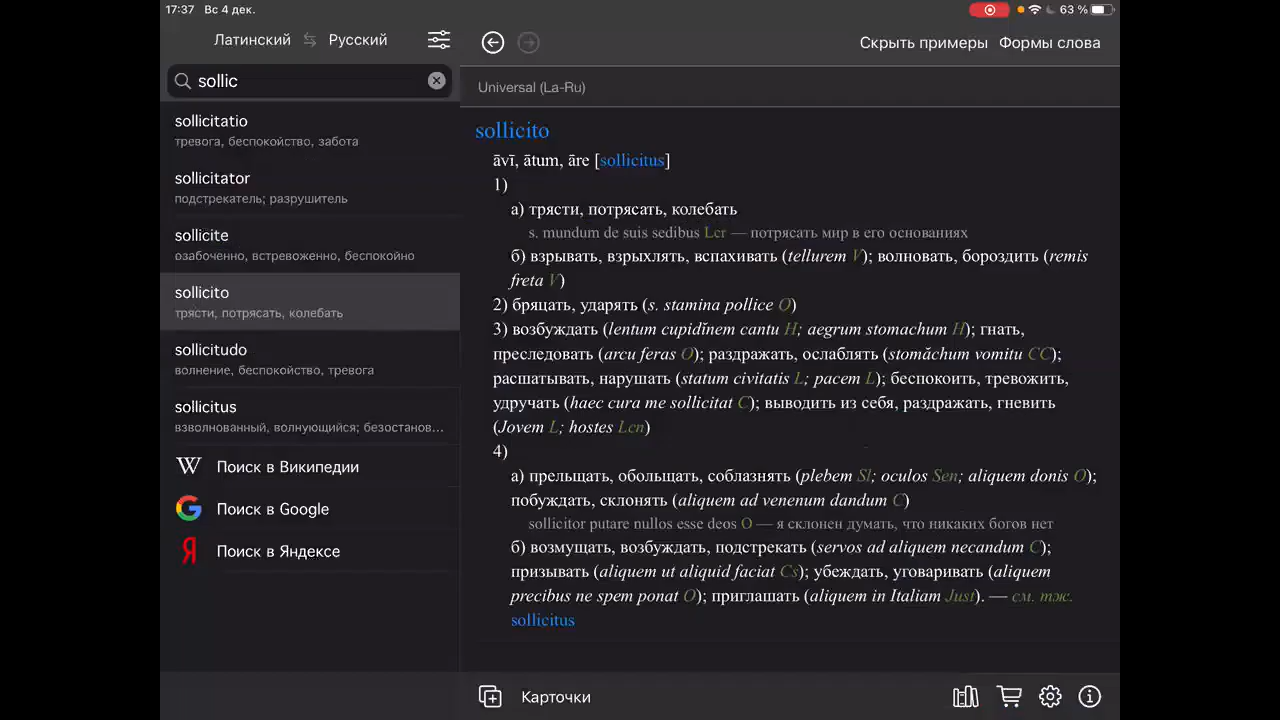 17:37 Вс 4 дек.
63 %
Латинский Русский
Скрыть примеры Формы слова
sollic
Universal (La-Ru)
sollicitatio
тревога, беспокойство, забота
sollicitator
подстрекатель; разрушитель
sollicite
озабоченно, встревоженно, беспокойно
sollicito
трясти, потрясать, колебать
sollicitudo
волнение, беспокойство, тревога
sollicitus
взволнованный, волнующийся; безостанов…
W Поиск в Википедии
G Поиск в Google
Я Поиск в Яндексе
sollicito
āvī, ātum, āre [sollicitus]
1)
а) трясти, потрясать, колебать
s. mundum de suis sedibus Lcr — потрясать мир в его основаниях
б) взрывать, взрыхлять, вспахивать (tellurem V); волновать, бороздить (remis
freta V)
2) бряцать, ударять (s. stamina pollice O)
3) возбуждать (lentum cupidĭnem cantu H; aegrum stomachum H); гнать,
преследовать (arcu feras O); раздражать, ослаблять (stomăchum vomitu CC);
расшатывать, нарушать (statum civitatis L; pacem L); беспокоить, тревожить,
удручать (haec cura me sollicitat C); выводить из себя, раздражать, гневить
(Jovem L; hostes Lcn)
4)
а) прельщать, обольщать, соблазнять (plebem Sl; oculos Sen; aliquem donis O);
побуждать, склонять (aliquem ad venenum dandum C)
sollicitor putare nullos esse deos O — я склонен думать, что никаких богов нет
б) возмущать, возбуждать, подстрекать (servos ad aliquem necandum C);
призывать (aliquem ut aliquid faciat Cs); убеждать, уговаривать (aliquem
precibus ne spem ponat O); приглашать (aliquem in Italiam Just). — см. тж.
sollicitus
Карточки